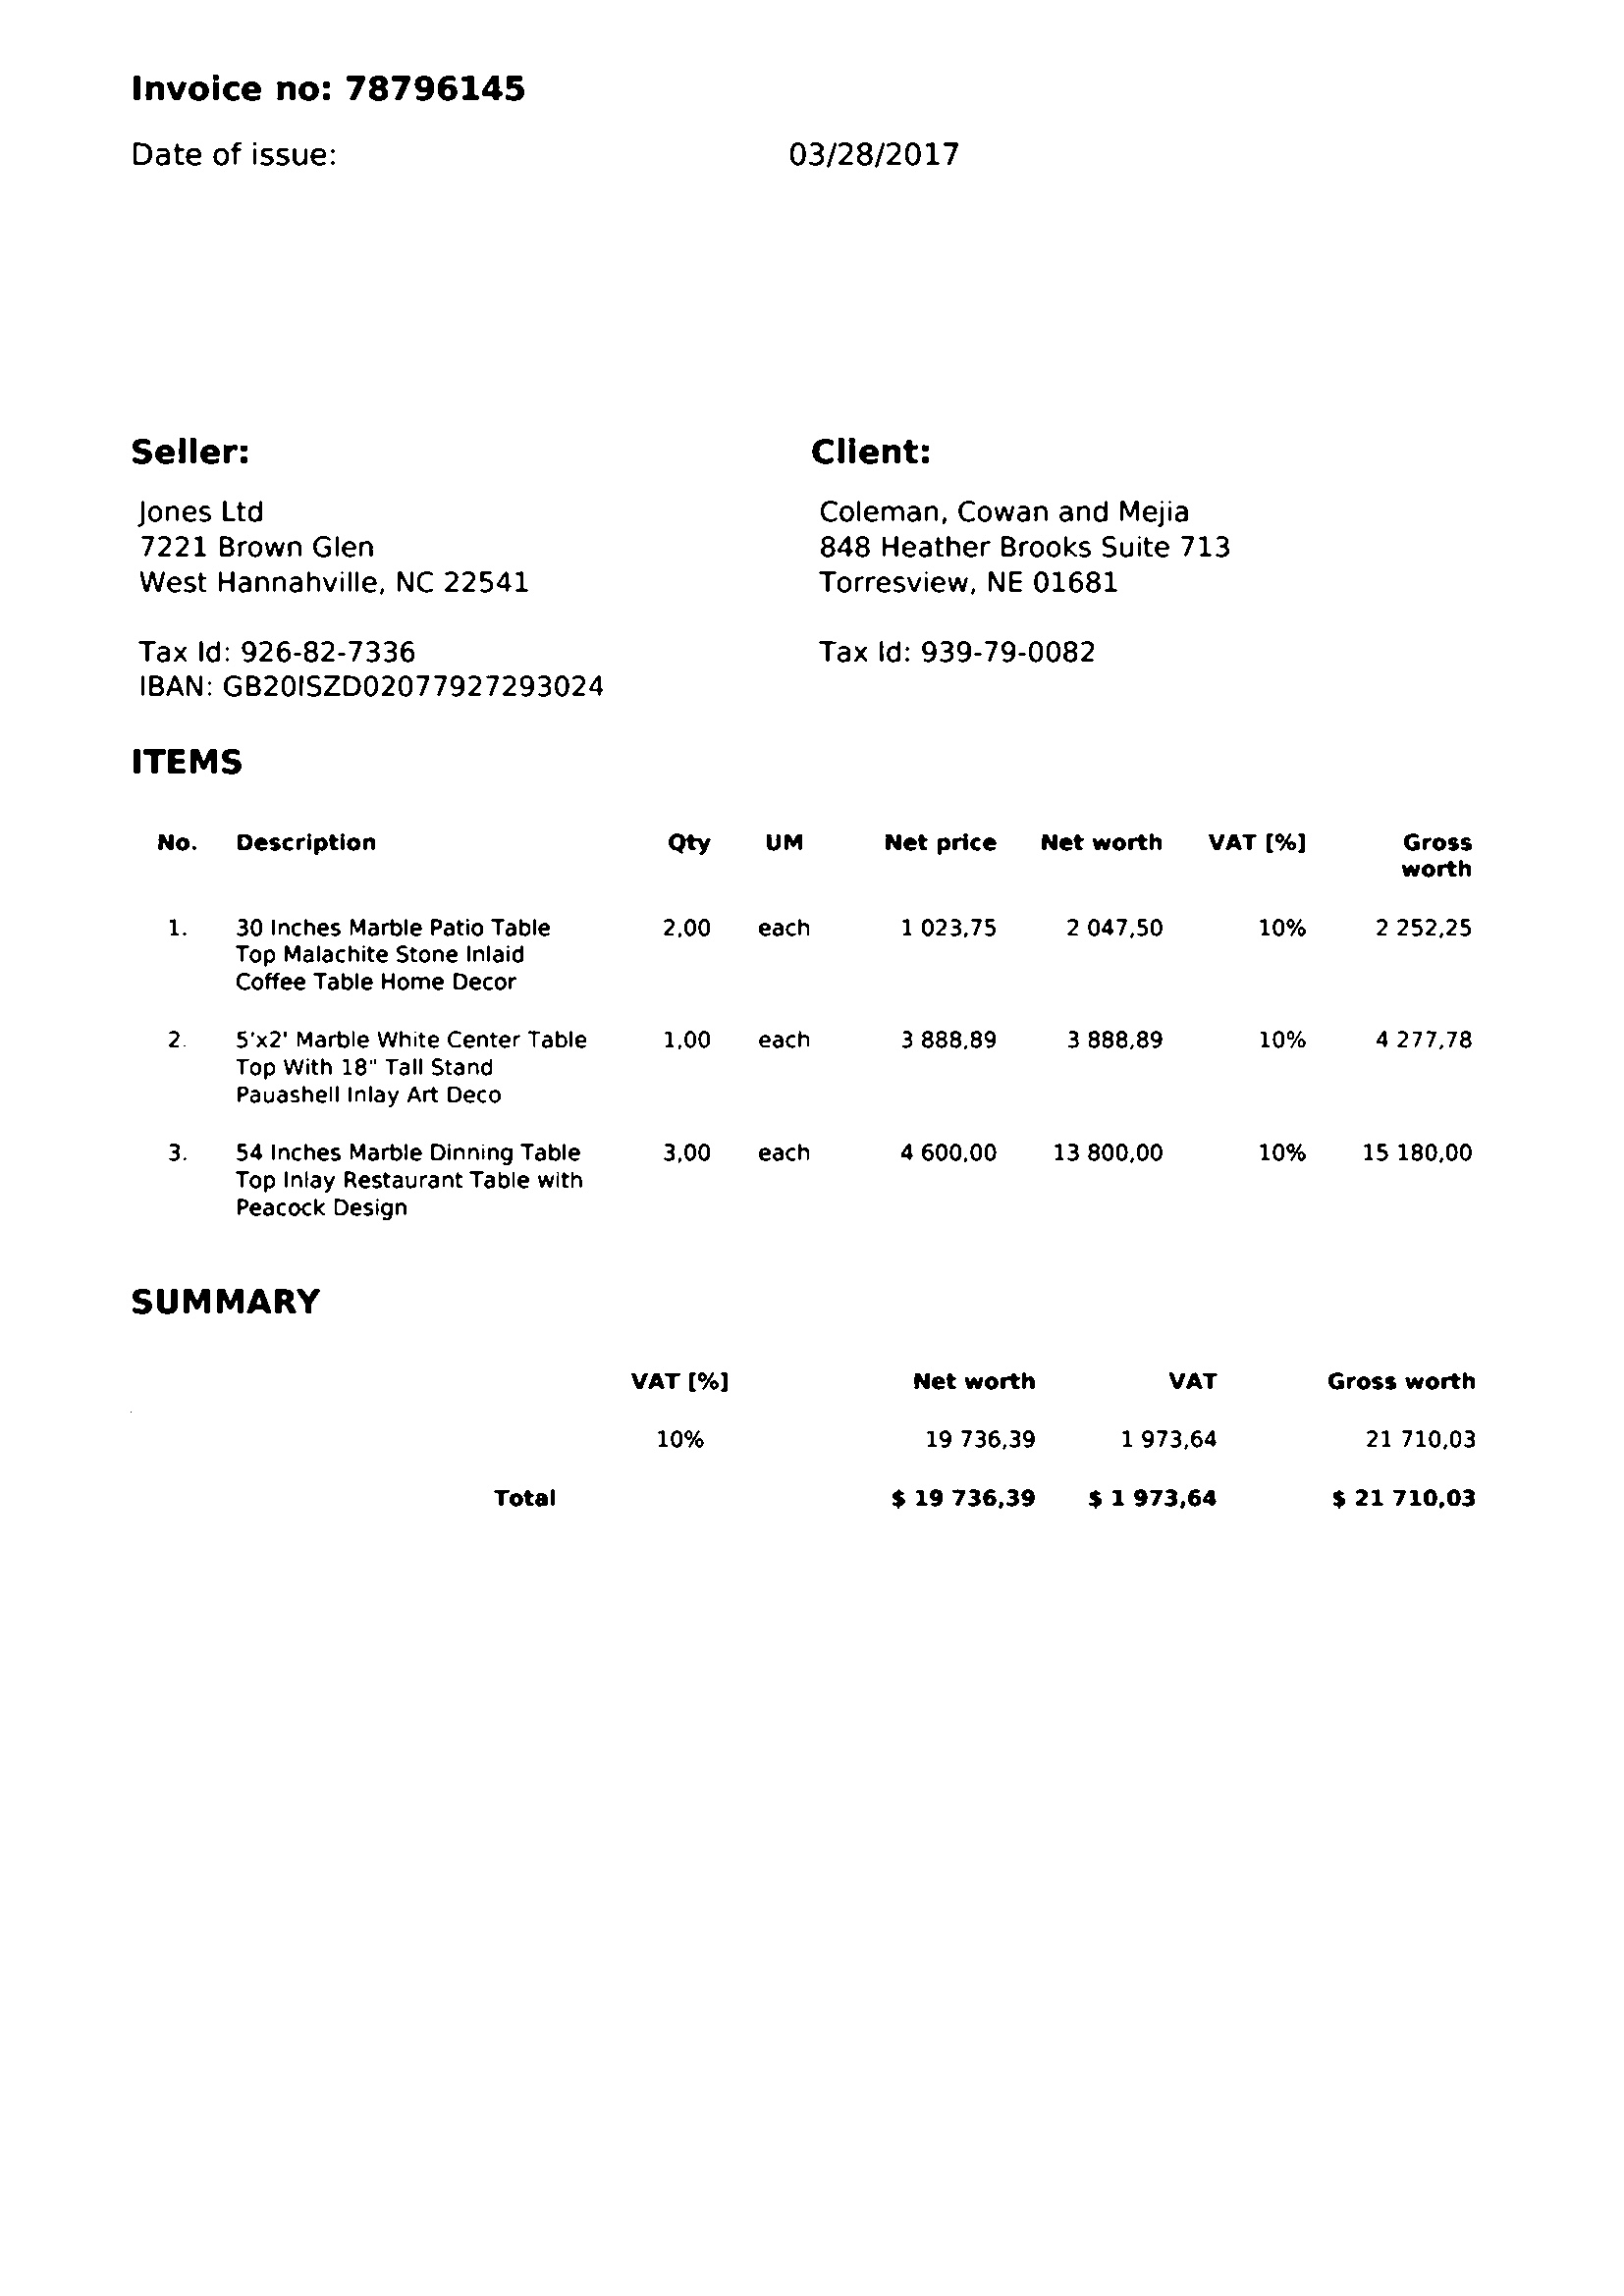 Invoice no: 78796145
Date of issue: 03/28/2017
Seller: Client:
Jones Ltd Coleman, Cowan and Mejia
7221 Brown Glen 848 Heather Brooks Suite 713
West Hannahville, NC 22541 Torresview, NE 01681
Tax Id: 926-82-7336 Tax Id: 939-79-0082
IBAN: GB20ISZD02077927293024
ITEMS
No. Description Qty UM Net price Net worth VAT [%] Gross
worth
1. 30 Inches Marble Patio Table 2,00 each 1 023,75 2 047,50 10% 2 252,25
Top Malachite Stone Inlaid
Coffee Table Home Decor
2. 5'x2' Marble White Center Table 1,00 each 3 888,89 3 888,89 10% 4 277,78
Top With 18" Tall Stand
Pauashell Inlay Art Deco
3. 54 Inches Marble Dinning Table 3,00 each 4 600,00 13 800,00 10% 15 180,00
Top Inlay Restaurant Table with
Peacock Design
SUMMARY
VAT [%] Net worth VAT Gross worth
10% 19 736,39 1 973,64 21 710,03
Total $ 19 736,39 $ 1 973,64 $ 21 710,03